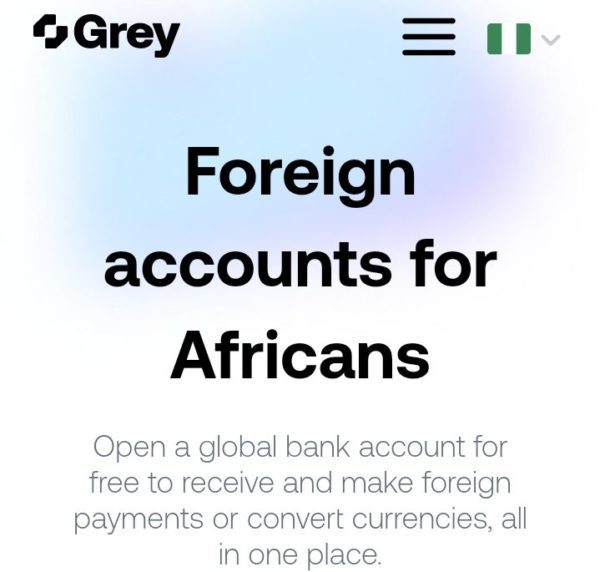 Grey
Foreign
accounts for
Africans
Open a global bank account for
free to receive and make foreign
payments or convert currencies, all
in one place.